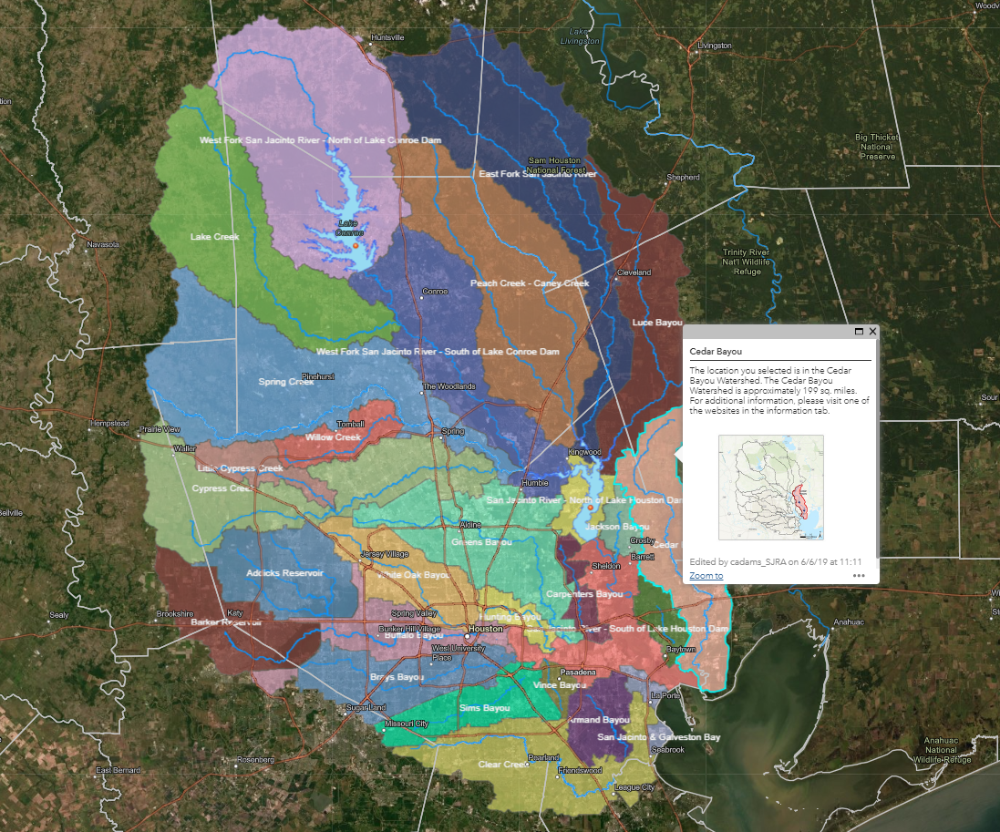 Huntsville
Lake
Livingston
Livingston
Woodv
West Fork San Jacinto River - North of Lake Conroe Dam
Big Thicket
National
Preserve
Sam Houston
National Forest
East Fork San Jacinto River
Shepherd
Lake
Conroe
Lake Creek
Navasota
Trinity River
Nat'l Wildlife
Refuge
Cleveland
Peach Creek - Caney Creek
Conroe
Luce Bayou
West Fork San Jacinto River - South of Lake Conroe Dam
Cedar Bayou
The location you selected is in the Cedar
Bayou Watershed. The Cedar Bayou
Watershed is approximately 199 sq. miles.
For additional information, please visit one of
the websites in the information tab.
Edited by cadams_SJRA on 6/6/19 at 11:11
Zoom to
Pinehurst
Spring Creek
The Woodlands
Sour
Hempstead
Prairie View
Tomball
Willow Creek
Spring
Waller
Kingwood
Little Cypress Creek
Cypress Creek
Humble
San Jacinto River - North of Lake Houston Dam
Bellville
Aldine
Jackson Bayou
Greens Bayou
Crosby
Cedar
Jersey Village
Barrett
Sheldon
Addicks Reservoir
White Oak Bayou
Carpenters Bayou
Sealy
Brookshire
Katy
Barker Reservoir
Spring Valley
Hunting Bayou
Bunker Hill Village
Buffalo Bayou
Houston
River - South of Lake Houston Dam
Anahuac
West University
Place
Baytown
Brays Bayou
Pasadena
Vince Bayou
La Porte
Sugar Land
Sims Bayou
Missouri City
Armand Bayou
San Jacinto & Galveston Bay
Seabrook
Anahuac
National
Wildlife Refuge
Rosenberg
East Bernard
Clear Creek
Pearland
Friendswood
League City